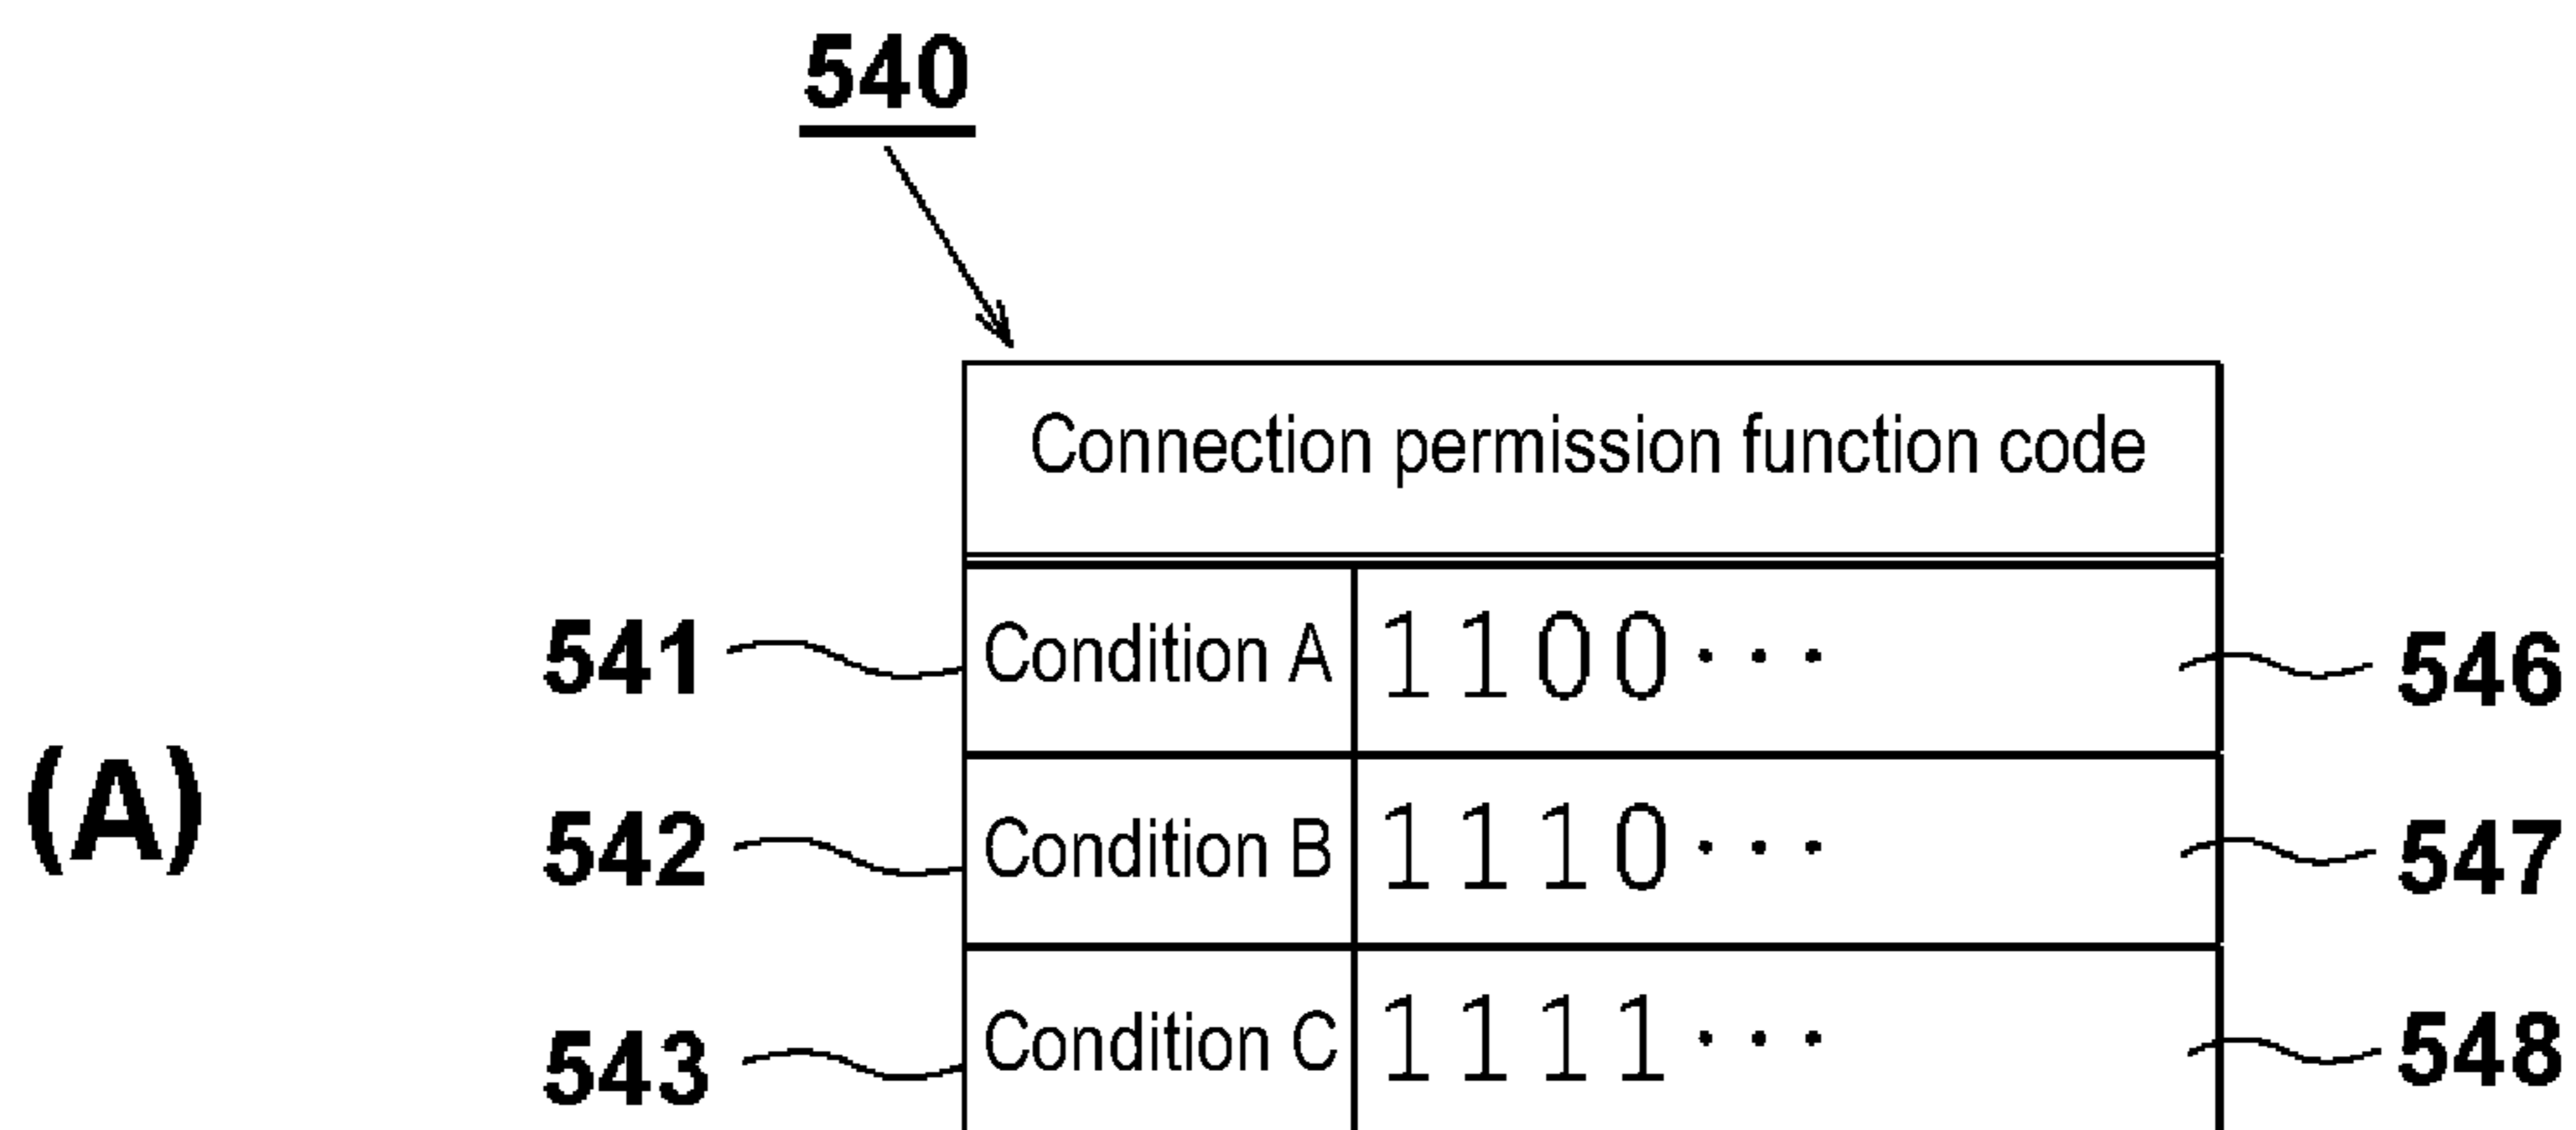 540
Connection permission function code
541 Condition A 1100··· 546
(A)
542 Condition B 1110··· 547
543 Condition C 1111··· 548